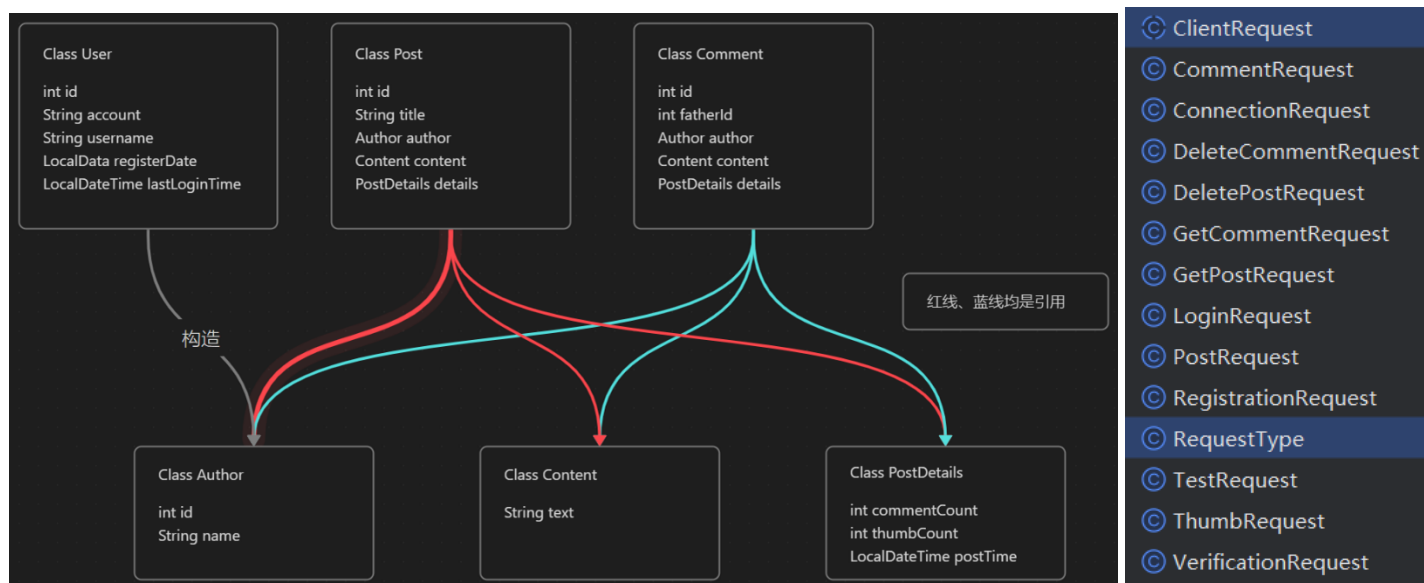 Class User
int id
String account
String username
LocalData registerDate
LocalDateTime lastLoginTime
Class Post
int id
String title
Author author
Content content
PostDetails details
Class Comment
int id
int fatherId
Author author
Content content
PostDetails details
红线、蓝线均是引用
构造
Class Author
int id
String name
Class Content
String text
Class PostDetails
int commentCount
int thumbCount
LocalDateTime postTime
ClientRequest
CommentRequest
ConnectionRequest
DeleteCommentRequest
DeletePostRequest
GetCommentRequest
GetPostRequest
LoginRequest
PostRequest
RegistrationRequest
RequestType
TestRequest
ThumbRequest
VerificationRequest